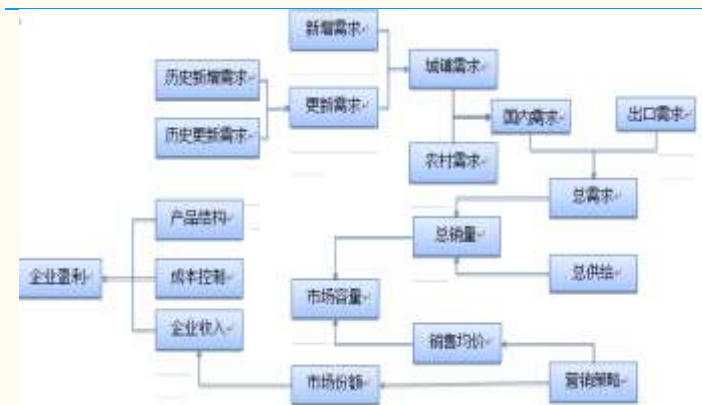 新增需求
城镇需求
历史新增需求
更新需求
国内需求
出口需求
历史更新需求
农村需求
总需求
产品结构
总销量
企业盈利
成本控制
总供给
市场容量
企业收入
销售均价
市场份额
营销策略